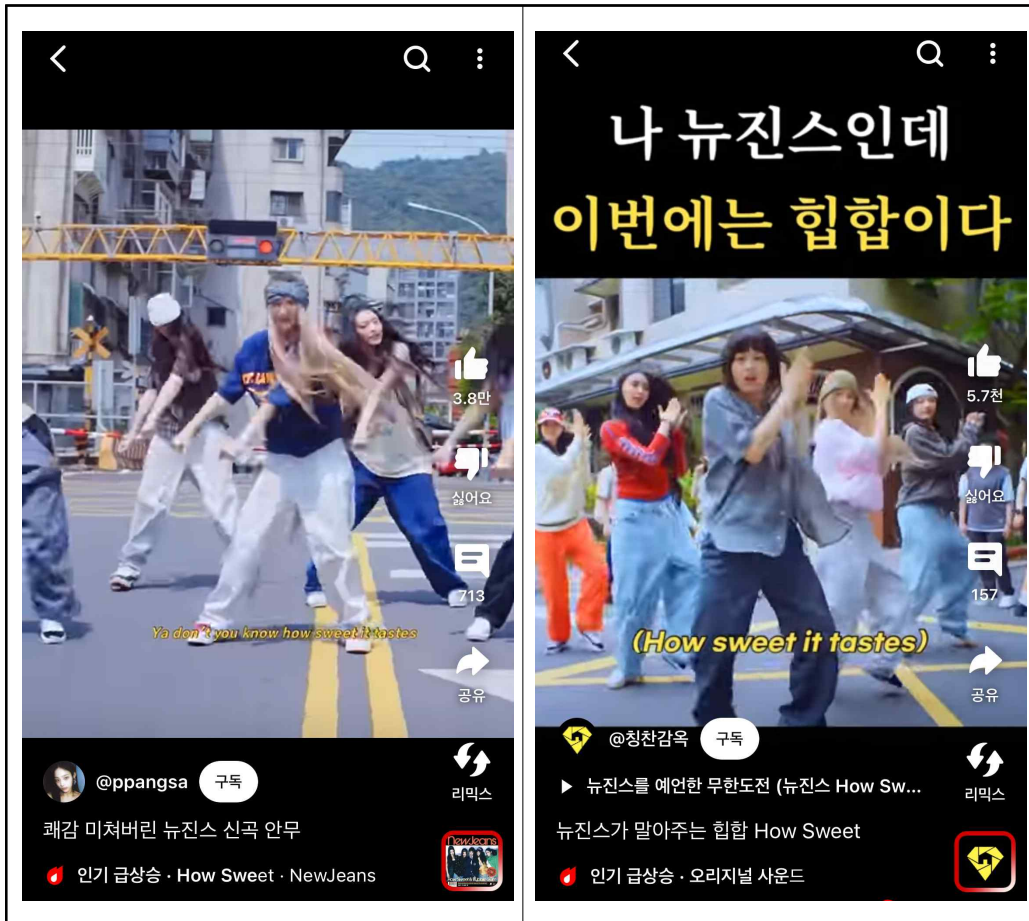 3.8만
싫어요
713
Ya don't you know how sweet it tastes
공유
@ppangsa 구독
리믹스
쾌감 미쳐버린 뉴진스 신곡 안무
인기 급상승 · How Sweet · NewJeans
NewJeans
나 뉴진스인데
이번에는 힙합이다
5.7천
싫어요
157
(How sweet it tastes)
공유
@칭찬감옥 구독
▶ 뉴진스를 예언한 무한도전 (뉴진스 How Sw...
리믹스
뉴진스가 말아주는 힙합 How Sweet
인기 급상승 · 오리지널 사운드